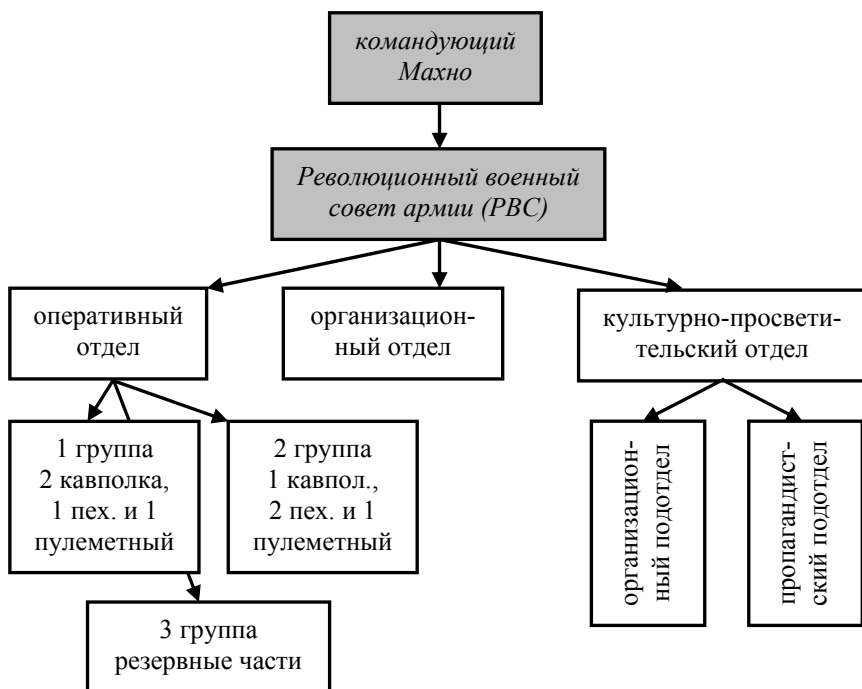 командующий
Махно
Революционный военный
совет армии (РВС)
оперативный
отдел
организацион-
ный отдел
культурно-просвети-
тельский отдел
1 группа
2 кавполка,
1 пех. и 1
пулеметный
2 группа
1 кавпол.,
2 пех. и 1
пулеметный
организацион-
ный подотдел
пропагандист-
ский подотдел
3 группа
резервные части